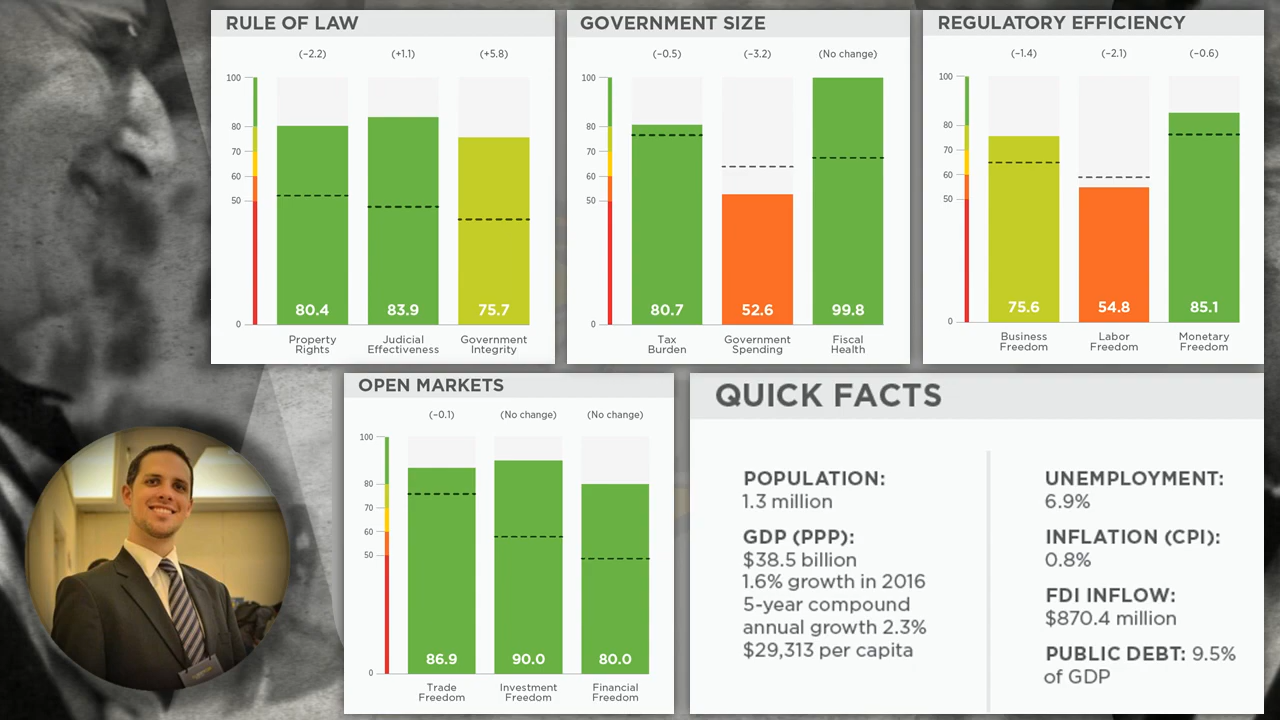 RULE OF LAW
(−2.2) (+1.1) (+5.8)
100
80
70
60
50
0
80.4 83.9 75.7
Property Rights
Judicial Effectiveness
Government Integrity
GOVERNMENT SIZE
(−0.5) (−3.2) (No change)
100
80
70
60
50
0
80.7 52.6 99.8
Tax Burden
Government Spending
Fiscal Health
REGULATORY EFFICIENCY
(−1.4) (−2.1) (−0.6)
100
80
70
60
50
0
75.6 54.8 85.1
Business Freedom
Labor Freedom
Monetary Freedom
OPEN MARKETS
(−0.1) (No change) (No change)
100
80
70
60
50
0
86.9 90.0 80.0
Trade Freedom
Investment Freedom
Financial Freedom
QUICK FACTS
POPULATION:
1.3 million
GDP (PPP):
$38.5 billion
1.6% growth in 2016
5-year compound
annual growth 2.3%
$29,313 per capita
UNEMPLOYMENT:
6.9%
INFLATION (CPI):
0.8%
FDI INFLOW:
$870.4 million
PUBLIC DEBT: 9.5%
of GDP